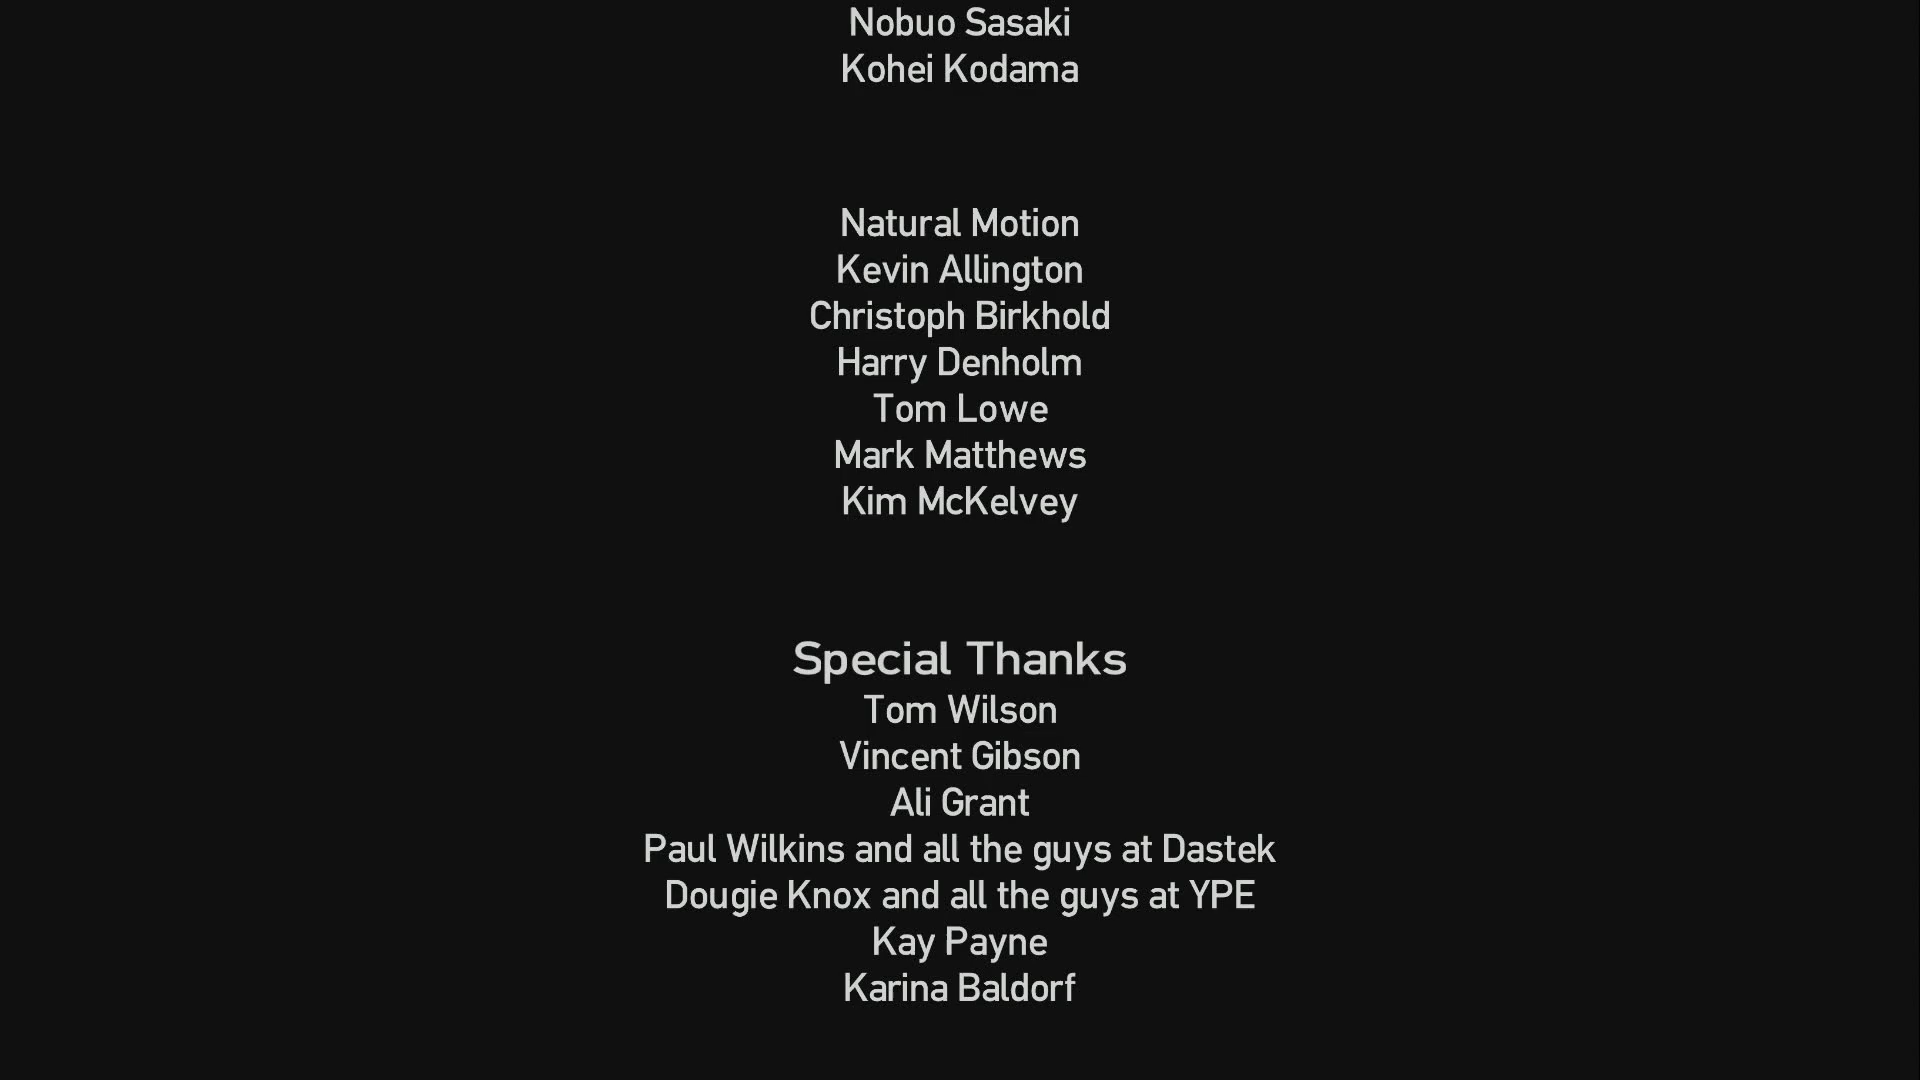 Nobuo Sasaki
Kohei Kodama
Natural Motion
Kevin Allington
Christoph Birkhold
Harry Denholm
Tom Lowe
Mark Matthews
Kim McKelvey
Special Thanks
Tom Wilson
Vincent Gibson
Ali Grant
Paul Wilkins and all the guys at Dastek
Dougie Knox and all the guys at YPE
Kay Payne
Karina Baldorf